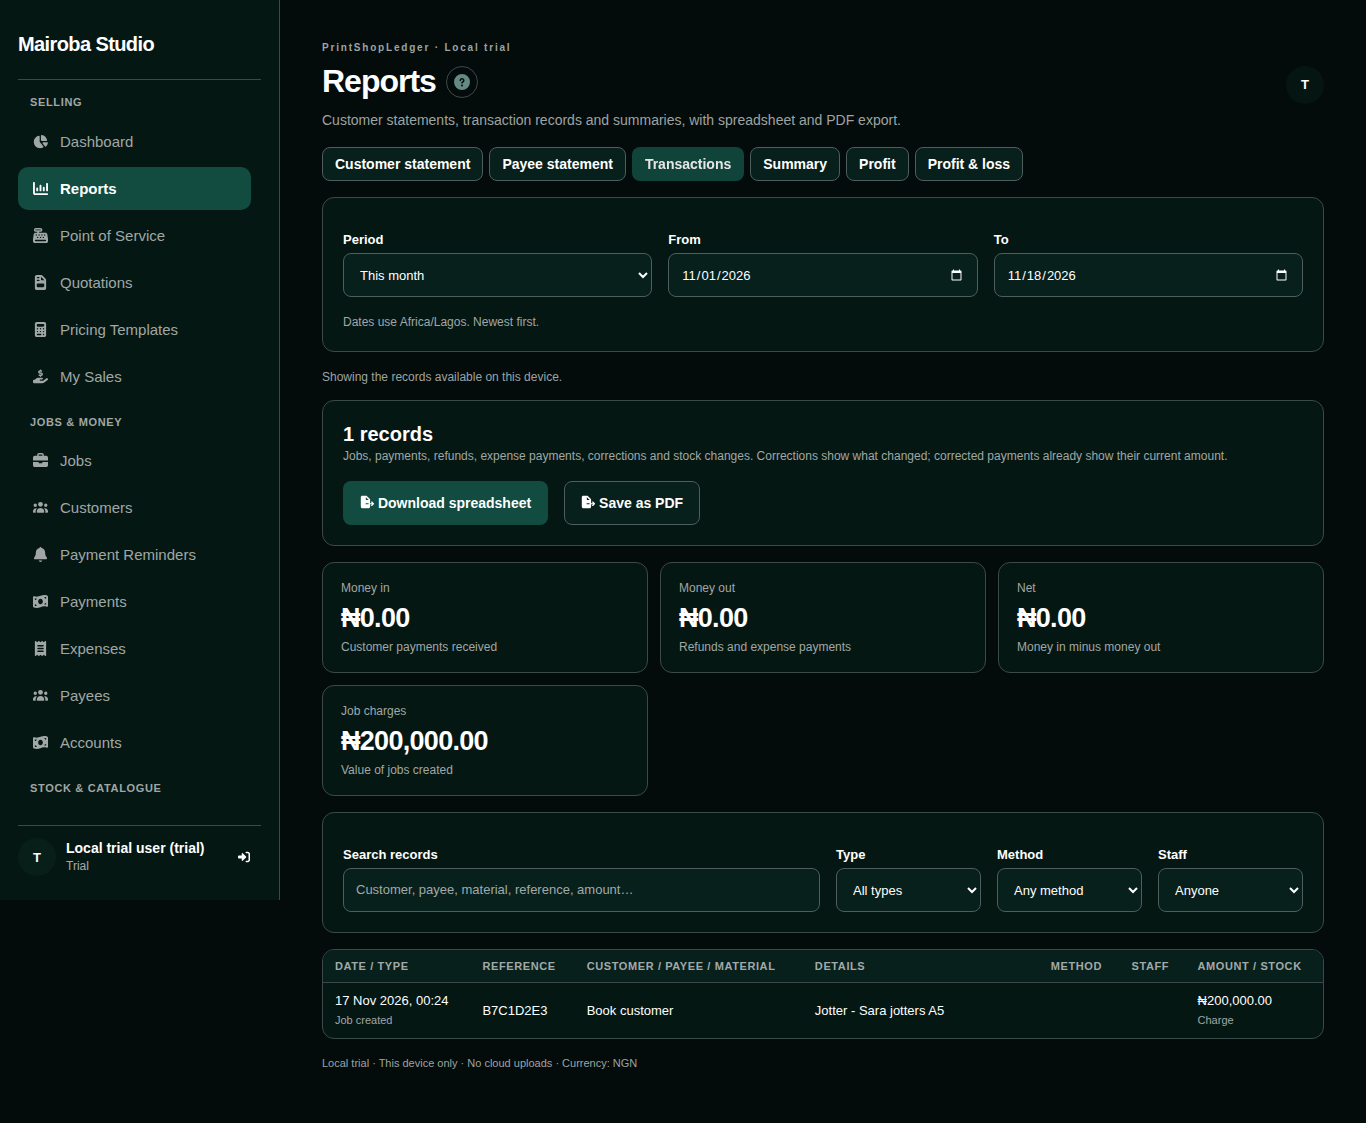 Mairoba Studio
SELLING
Dashboard
Reports
Point of Service
Quotations
Pricing Templates
My Sales
JOBS & MONEY
Jobs
Customers
Payment Reminders
Payments
Expenses
Payees
Accounts
STOCK & CATALOGUE
T
Local trial user (trial)
Trial
PrintShopLedger · Local trial
Reports
?
T
Customer statements, transaction records and summaries, with spreadsheet and PDF export.
Customer statement Payee statement Transactions Summary Profit Profit & loss
Period From To
This month 11/01/2026 11/18/2026
Dates use Africa/Lagos. Newest first.
Showing the records available on this device.
1 records
Jobs, payments, refunds, expense payments, corrections and stock changes. Corrections show what changed; corrected payments already show their current amount.
Download spreadsheet Save as PDF
Money in
₦0.00
Customer payments received
Money out
₦0.00
Refunds and expense payments
Net
₦0.00
Money in minus money out
Job charges
₦200,000.00
Value of jobs created
Search records Type Method Staff
Customer, payee, material, reference, amount… All types Any method Anyone
DATE / TYPE REFERENCE CUSTOMER / PAYEE / MATERIAL DETAILS METHOD STAFF AMOUNT / STOCK
17 Nov 2026, 00:24 B7C1D2E3 Book customer Jotter - Sara jotters A5 ₦200,000.00
Job created Charge
Local trial · This device only · No cloud uploads · Currency: NGN